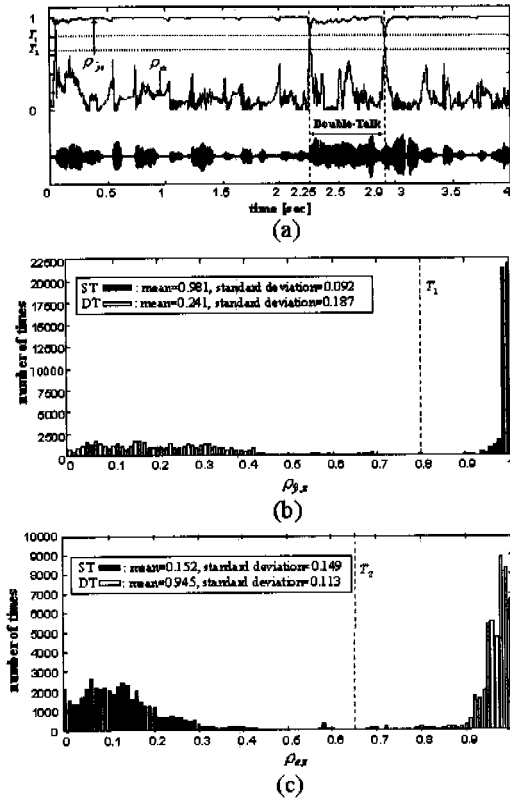 1
T₁
T₂
0
ρŷ,x
ρe,x
Double-Talk
0 0.5 1 1.5 2 2.25 2.5 2.9 3 3.5 4
time [sec]
(a)
22500
20000
17500
15000
12500
10000
7500
5000
2500
0
number of times
ST : mean=0.981, standard deviation=0.092
DT : mean=0.241, standard deviation=0.187
T₁
0 0.1 0.2 0.3 0.4 0.5 0.6 0.7 0.8 0.9 1
ρŷ,x
(b)
10000
9000
8000
7000
6000
5000
4000
3000
2000
1000
0
number of times
ST : mean=0.152, standard deviation=0.149
DT : mean=0.945, standard deviation=0.113
T₂
0 0.1 0.2 0.3 0.4 0.5 0.6 0.7 0.8 0.9
ρe,x
(c)